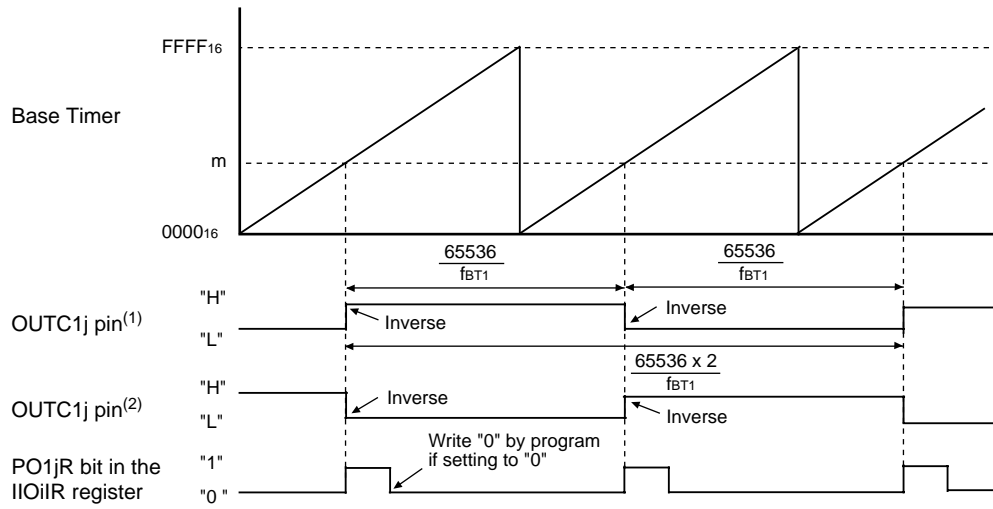 FFFF16
Base Timer
m
000016
65536
fBT1
65536
fBT1
"H"
OUTC1j pin(1)
"L"
Inverse
Inverse
65536 x 2
fBT1
"H"
OUTC1j pin(2)
"L"
Inverse
Inverse
Write "0" by program
if setting to "0"
PO1jR bit in the
IIOiIR register
"1"
"0 "